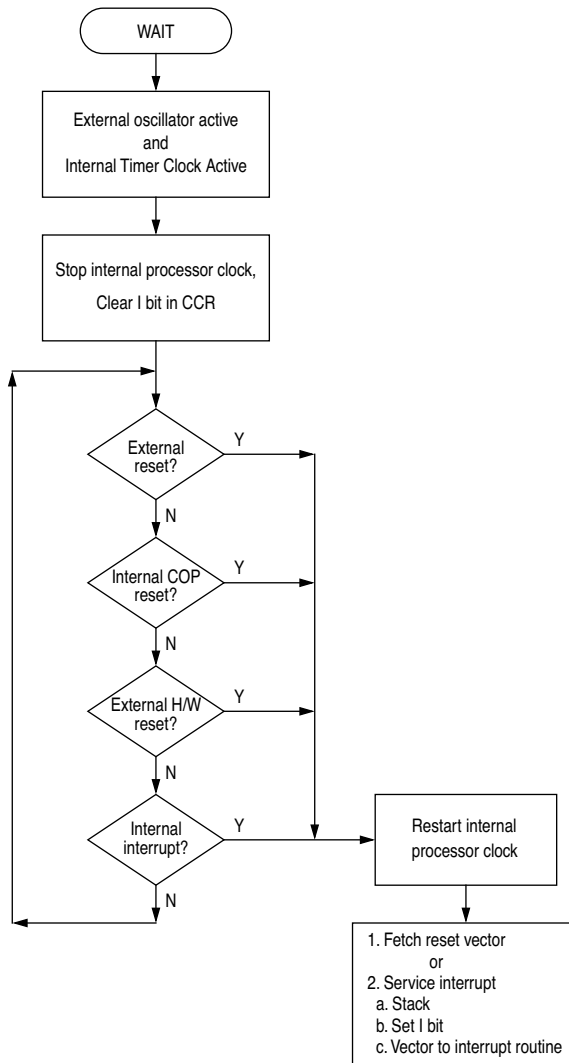 WAIT
External oscillator active
and
Internal Timer Clock Active
Stop internal processor clock,
Clear I bit in CCR
External
reset?
Y
N
Internal COP
reset?
Y
N
External H/W
reset?
Y
N
Internal
interrupt?
Y
N
Restart internal
processor clock
1. Fetch reset vector
or
2. Service interrupt
a. Stack
b. Set I bit
c. Vector to interrupt routine